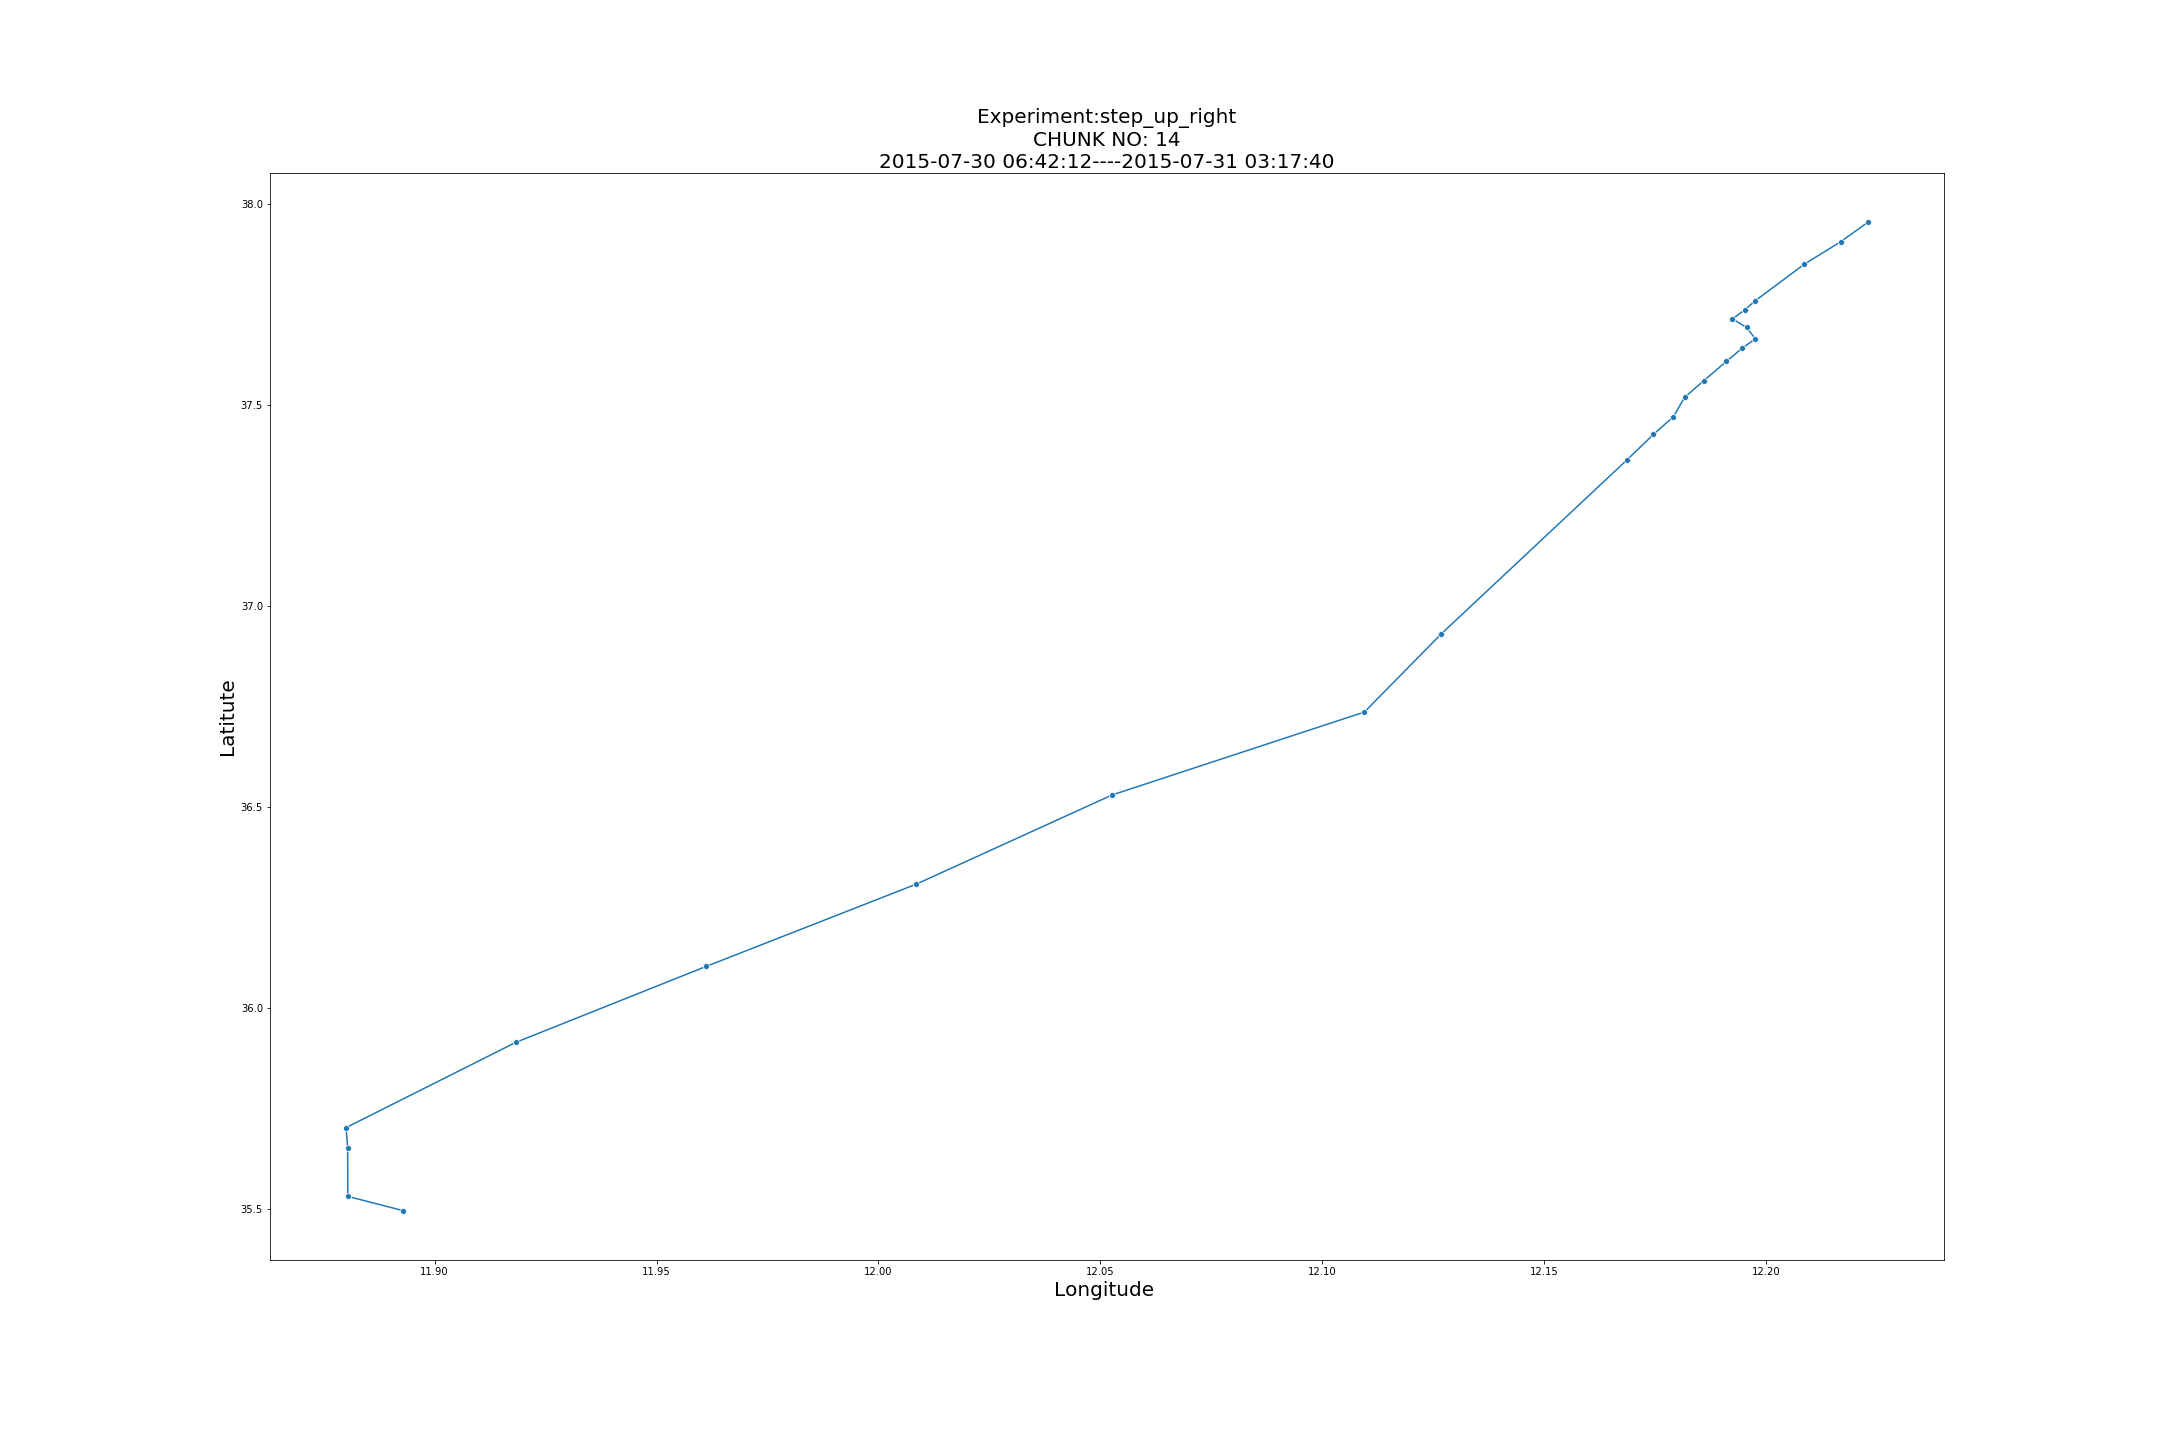 Experiment:step_up_right
CHUNK NO: 14
2015-07-30 06:42:12----2015-07-31 03:17:40
38.0
37.5
37.0
36.5
36.0
35.5
Latitute
11.90 11.95 12.00 12.05 12.10 12.15 12.20
Longitude